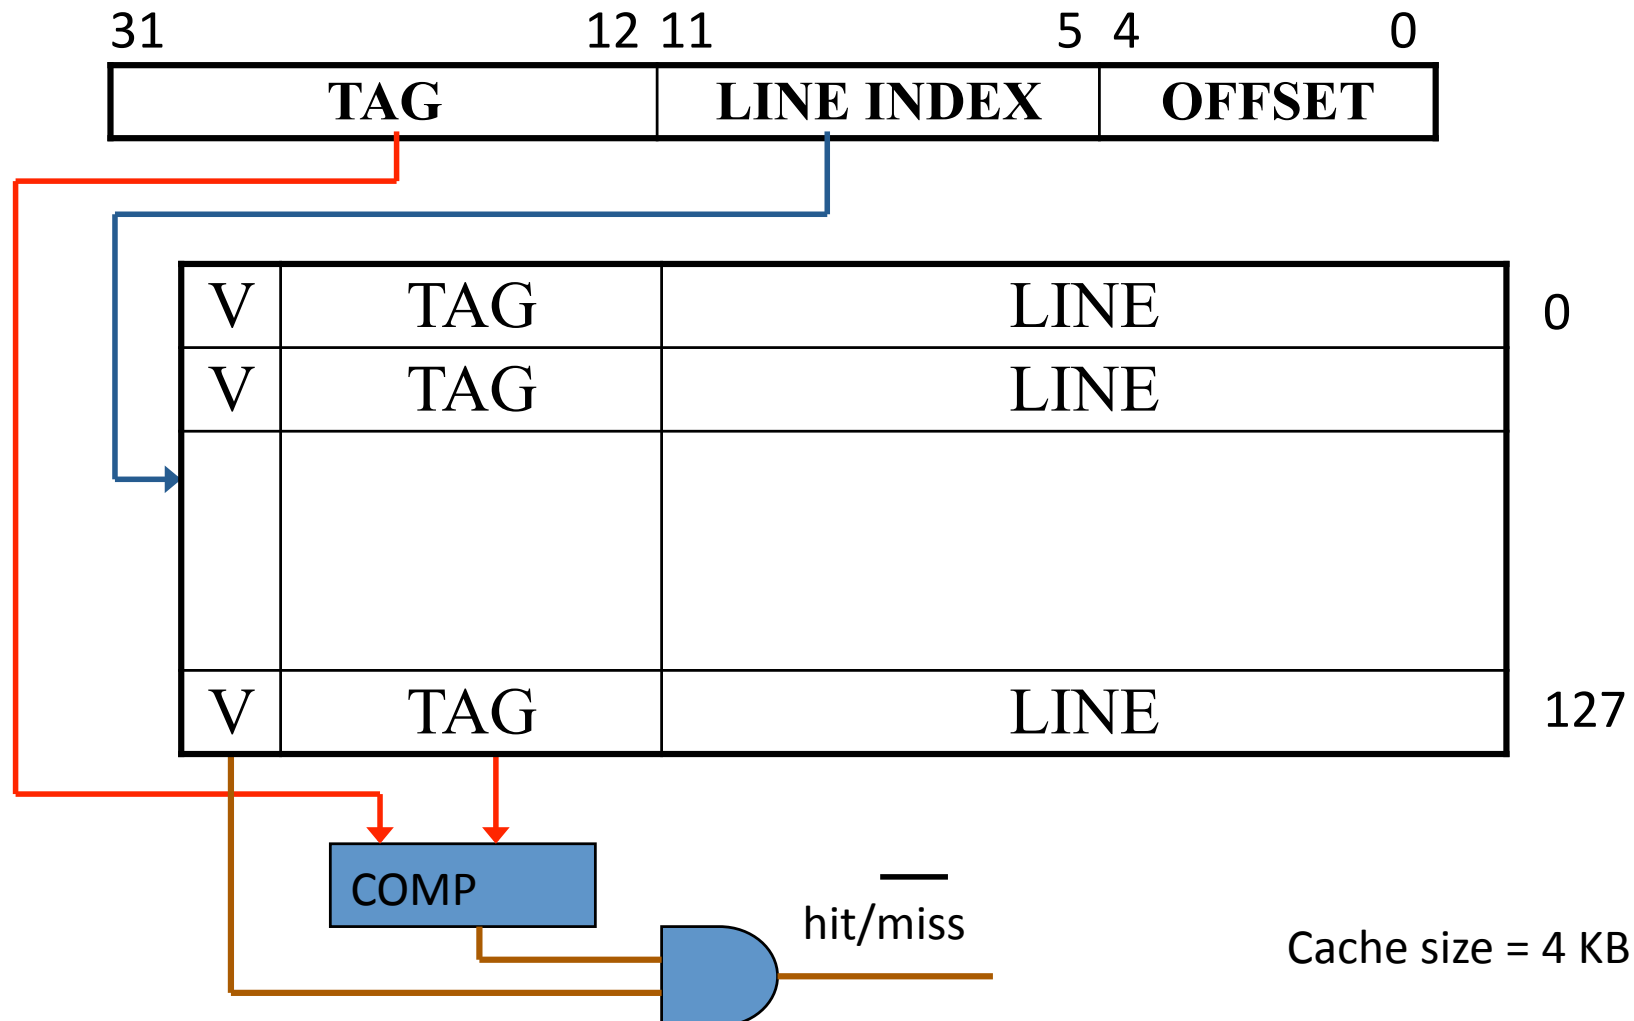 31 12 11 5 4 0
TAG LINE INDEX OFFSET
V TAG LINE 0
V TAG LINE
V TAG LINE 127
COMP
hit/miss
Cache size = 4 KB